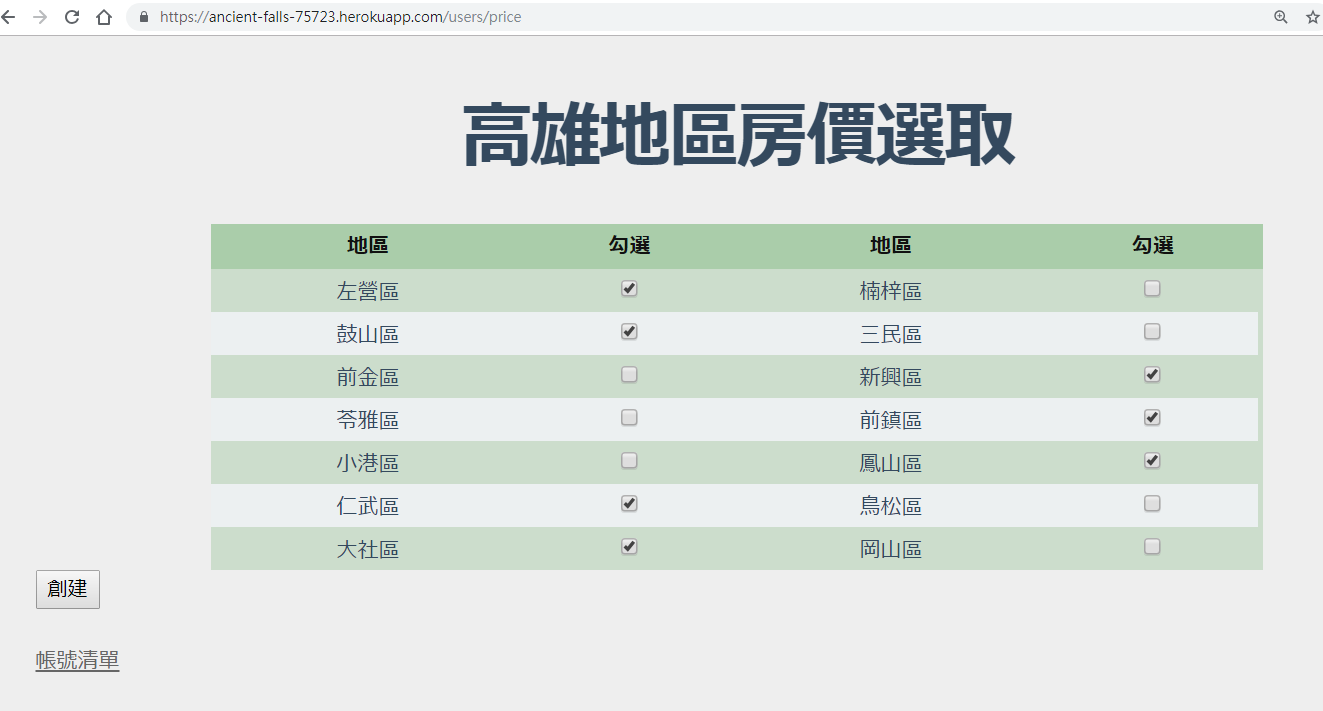 https://ancient-falls-75723.herokuapp.com/users/price
高雄地區房價選取
地區 勾選 地區 勾選
左營區 楠梓區
鼓山區 三民區
前金區 新興區
苓雅區 前鎮區
小港區 鳳山區
仁武區 鳥松區
大社區 岡山區
創建
帳號清單